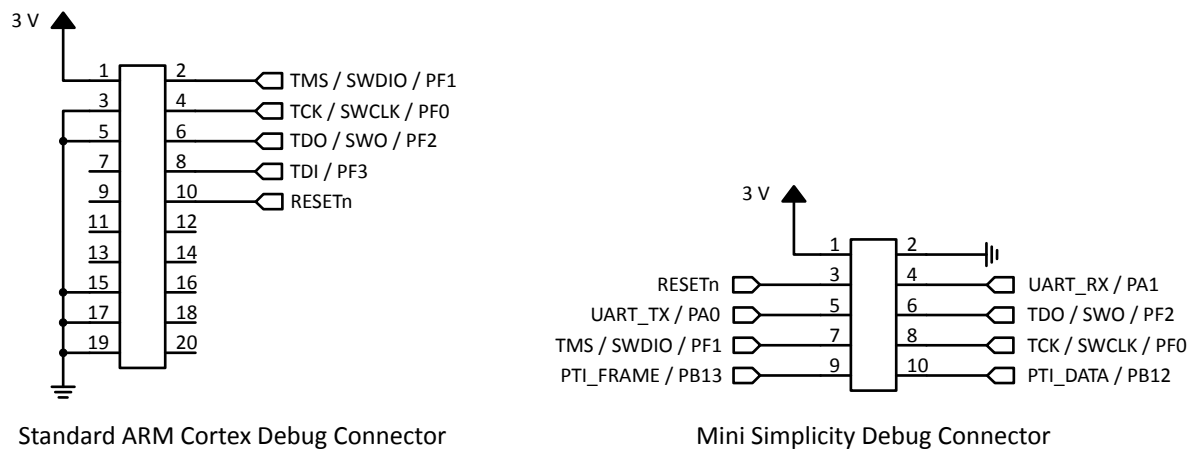 3 V
1 2 TMS / SWDIO / PF1
3 4 TCK / SWCLK / PF0
5 6 TDO / SWO / PF2
7 8 TDI / PF3
9 10 RESETn
11 12
13 14
15 16
17 18
19 20
Standard ARM Cortex Debug Connector
3 V
1 2
RESETn 3 4 UART_RX / PA1
UART_TX / PA0 5 6 TDO / SWO / PF2
TMS / SWDIO / PF1 7 8 TCK / SWCLK / PF0
PTI_FRAME / PB13 9 10 PTI_DATA / PB12
Mini Simplicity Debug Connector